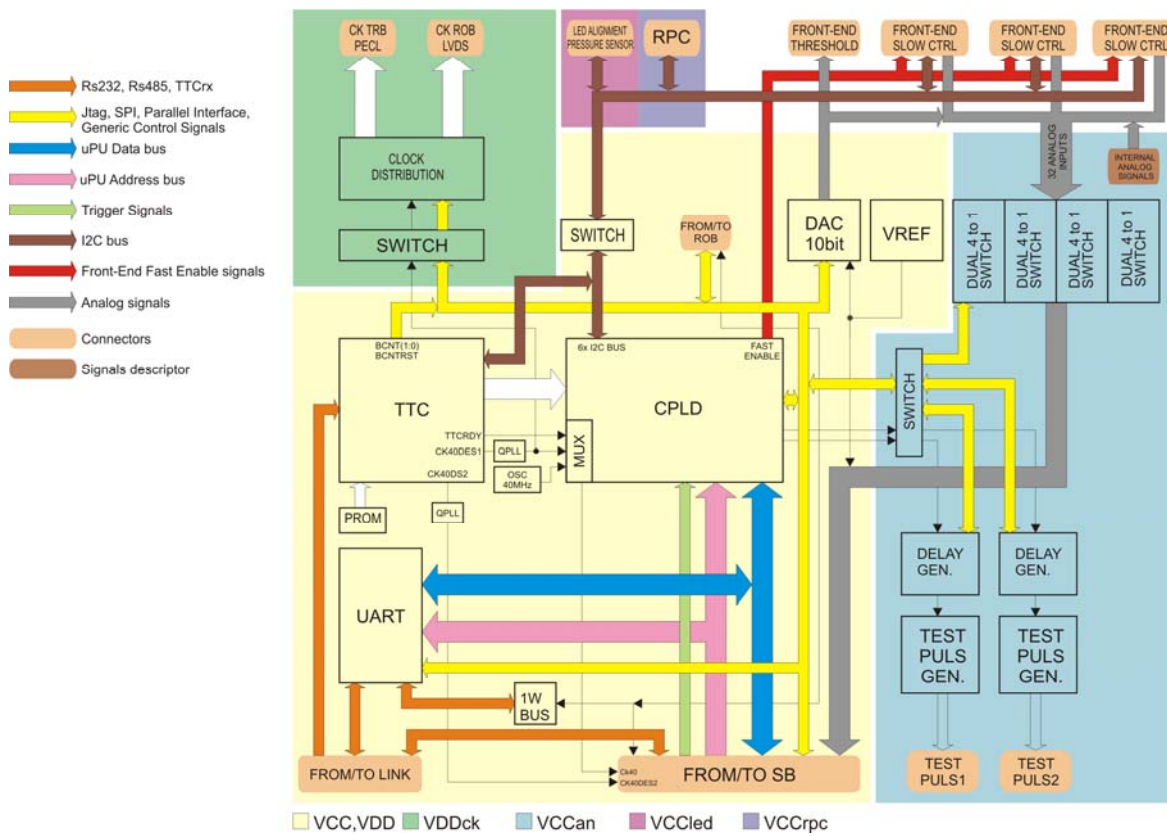 CK TRB
PECL
CK ROB
LVDS
LED ALIGNMENT
PRESSURE SENSOR
RPC
FRONT-END
THRESHOLD
FRONT-END
SLOW CTRL
FRONT-END
SLOW CTRL
FRONT-END
SLOW CTRL
Rs232, Rs485, TTCrx
Jtag, SPI, Parallel Interface,
Generic Control Signals
uPU Data bus
uPU Address bus
Trigger Signals
I2C bus
Front-End Fast Enable signals
Analog signals
Connectors
Signals descriptor
CLOCK
DISTRIBUTION
SWITCH
SWITCH
FROM/TO
ROB
DAC
10bit
VREF
32 ANALOG
INPUTS
INTERNAL
ANALOG
SIGNALS
DUAL 4 to 1
SWITCH
DUAL 4 to 1
SWITCH
DUAL 4 to 1
SWITCH
DUAL 4 to 1
SWITCH
BCNT(1:0)
BCNTRST
TTC
TTCRDY
CK40DES1
CK40DS2
QPLL
OSC
40MHz
QPLL
PROM
6x I2C BUS
FAST
ENABLE
CPLD
MUX
SWITCH
UART
1W
BUS
DELAY
GEN.
DELAY
GEN.
TEST
PULS
GEN.
TEST
PULS
GEN.
FROM/TO LINK
Ck40
CK40DES2
FROM/TO SB
TEST
PULS1
TEST
PULS2
VCC,VDD
VDDck
VCCan
VCCled
VCCrpc